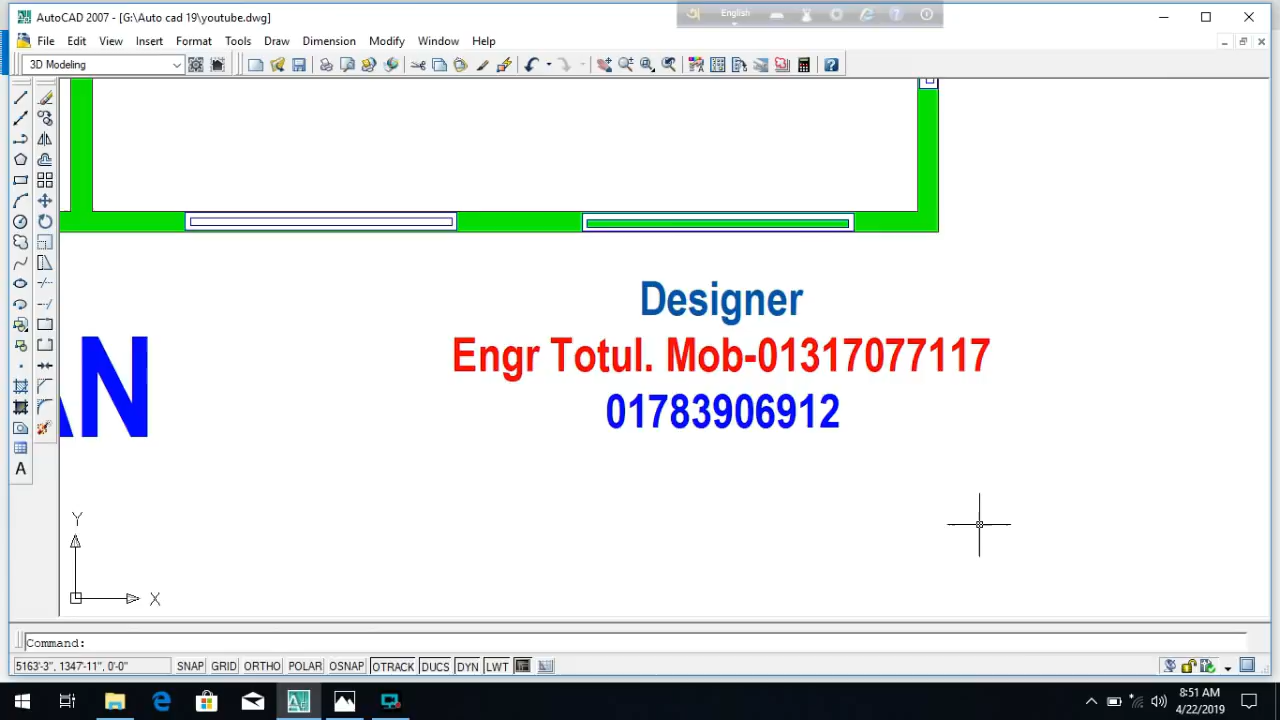 AutoCAD 2007 - [G:\Auto cad 19\youtube.dwg]
English
File Edit View Insert Format Tools Draw Dimension Modify Window Help
3D Modeling
Designer
Engr Totul. Mob-01317077117
01783906912
AN
Y
X
A
Command:
5163'-3", 1347'-11", 0'-0" SNAP GRID ORTHO POLAR OSNAP OTRACK DUCS DYN LWT
8:51 AM
4/22/2019